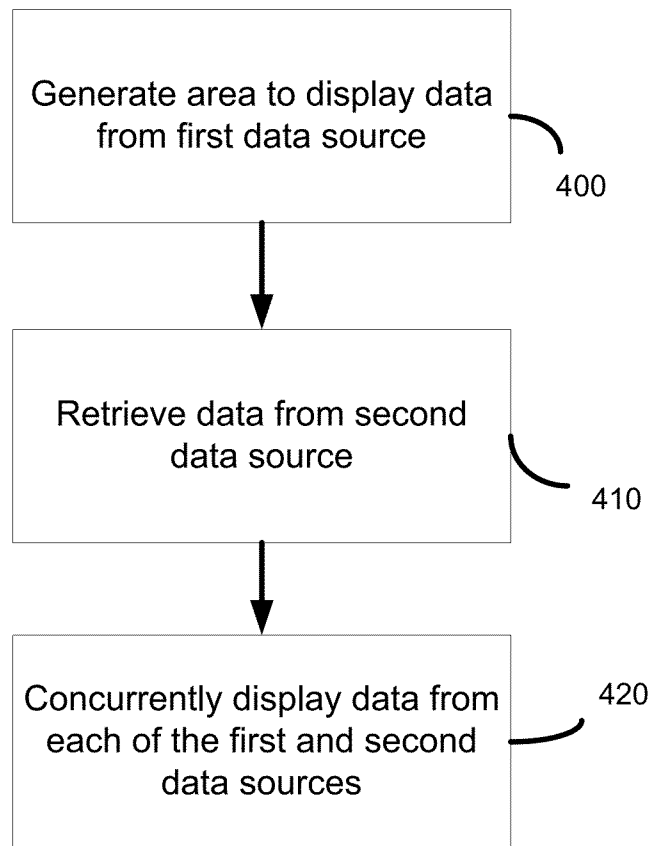 Generate area to display data
from first data source
400
Retrieve data from second
data source
410
Concurrently display data from
each of the first and second
data sources
420